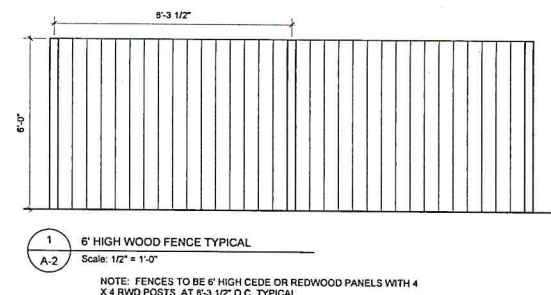 8'-3 1/2"
6'-0"
1
A-2
6' HIGH WOOD FENCE TYPICAL
Scale: 1/2" = 1'-0"
NOTE: FENCES TO BE 6' HIGH CEDE OR REDWOOD PANELS WITH 4
X 4 RWD POSTS, AT 8'-3 1/2" O.C. TYPICAL